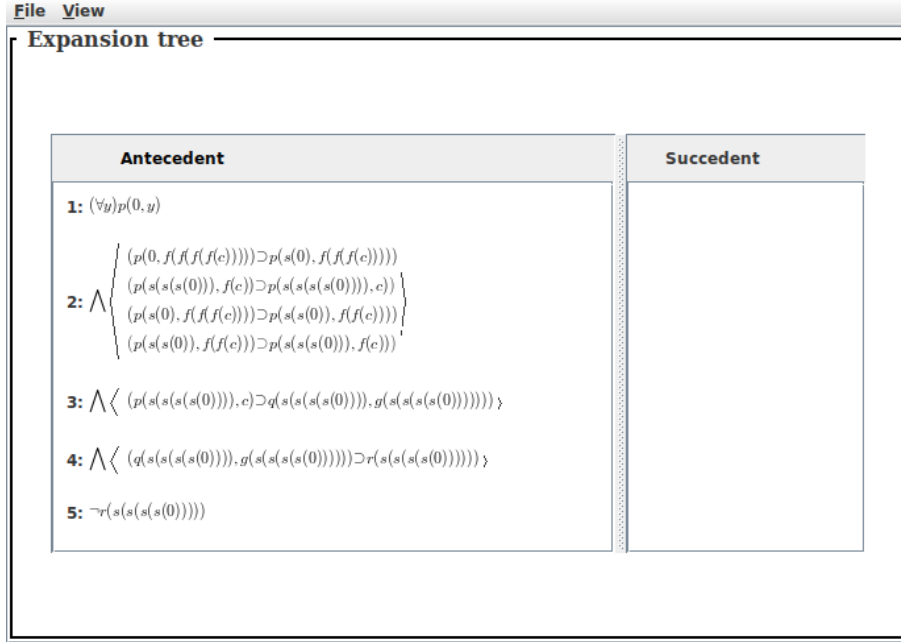 File View
Expansion tree
Antecedent
Succedent
1: (∀y)p(0, y)
2: ⋀⟨
(p(0, f(f(f(f(c)))))⊃p(s(0), f(f(f(c)))))
(p(s(s(s(0))), f(c))⊃p(s(s(s(s(0)))), c))
(p(s(0), f(f(f(c))))⊃p(s(s(0)), f(f(c))))
(p(s(s(0)), f(f(c)))⊃p(s(s(s(0))), f(c))) ⟩
3: ⋀⟨ (p(s(s(s(s(0)))), c)⊃q(s(s(s(s(0)))), g(s(s(s(s(0))))))) ⟩
4: ⋀⟨ (q(s(s(s(s(0)))), g(s(s(s(s(0))))))⊃r(s(s(s(s(0)))))) ⟩
5: ¬r(s(s(s(s(0)))))